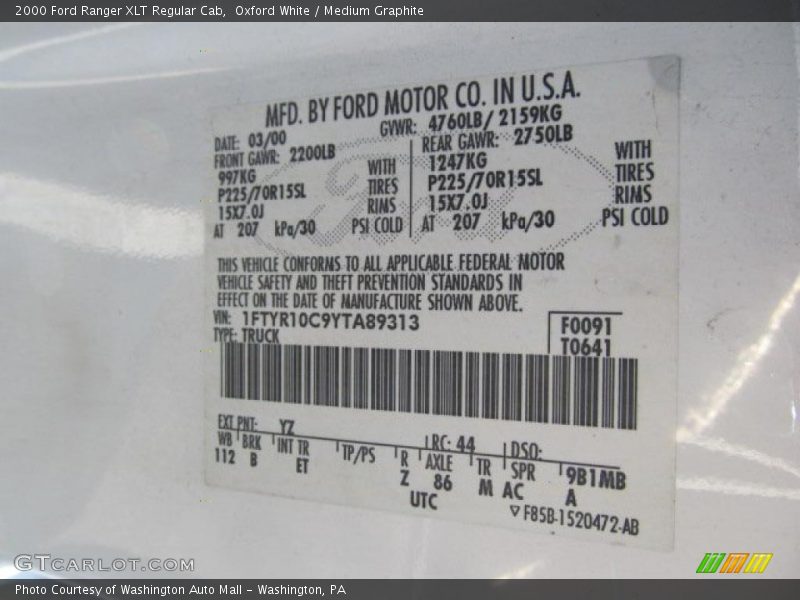 2000 Ford Ranger XLT Regular Cab, Oxford White / Medium Graphite
MFD. BY FORD MOTOR CO. IN U.S.A.
DATE: 03/00 GVWR: 4760LB/ 2159KG
FRONT GAWR: 2200LB REAR GAWR: 2750LB
997KG WITH 1247KG WITH
P225/70R15SL TIRES P225/70R15SL TIRES
15X7.0J RIMS 15X7.0J RIMS
AT 207 kPa/30 PSI COLD AT 207 kPa/30 PSI COLD
THIS VEHICLE CONFORMS TO ALL APPLICABLE FEDERAL MOTOR
VEHICLE SAFETY AND THEFT PREVENTION STANDARDS IN
EFFECT ON THE DATE OF MANUFACTURE SHOWN ABOVE.
VIN: 1FTYR10C9YTA89313 F0091
TYPE: TRUCK T0641
EXT PNT: YZ RC: 44 DSO:
WB BRK INT TR TP/PS R AXLE TR SPR 9B1MB
112 B ET Z 86 M AC A
UTC ▽F85B-1520472-AB
GTCARLOT.COM
Photo Courtesy of Washington Auto Mall - Washington, PA